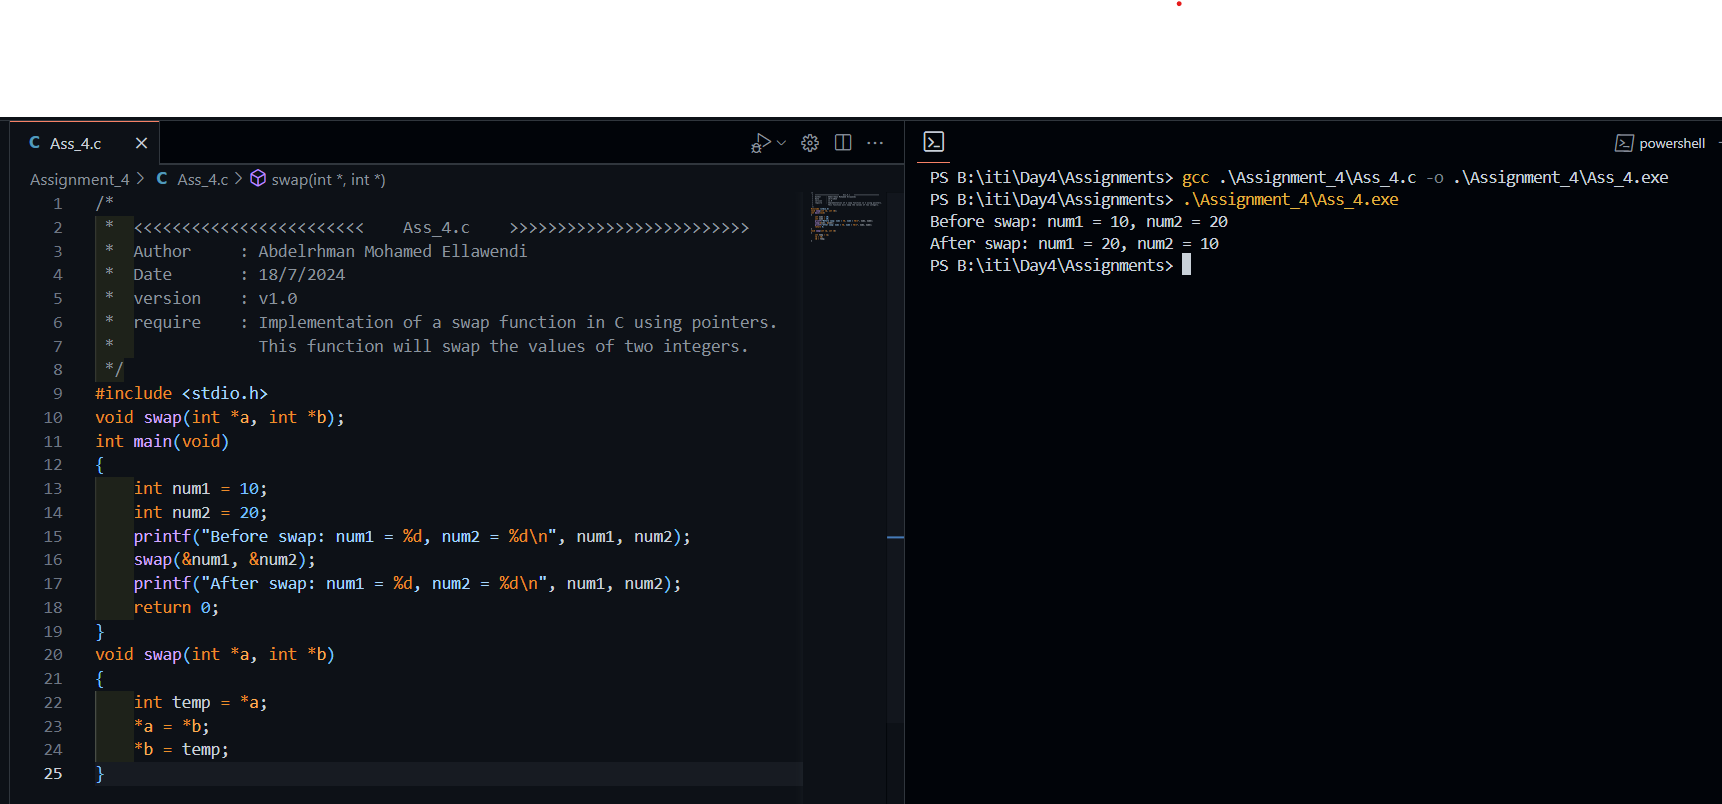 C Ass_4.c
Assignment_4 > C Ass_4.c > swap(int *, int *)
1 /*
2 * <<<<<<<<<<<<<<<<<<<<<<<< Ass_4.c >>>>>>>>>>>>>>>>>>>>>>>>>
3 * Author : Abdelrhman Mohamed Ellawendi
4 * Date : 18/7/2024
5 * version : v1.0
6 * require : Implementation of a swap function in C using pointers.
7 * This function will swap the values of two integers.
8 */
9 #include <stdio.h>
10 void swap(int *a, int *b);
11 int main(void)
12 {
13 int num1 = 10;
14 int num2 = 20;
15 printf("Before swap: num1 = %d, num2 = %d\n", num1, num2);
16 swap(&num1, &num2);
17 printf("After swap: num1 = %d, num2 = %d\n", num1, num2);
18 return 0;
19 }
20 void swap(int *a, int *b)
21 {
22 int temp = *a;
23 *a = *b;
24 *b = temp;
25 }
powershell
PS B:\iti\Day4\Assignments> gcc .\Assignment_4\Ass_4.c -o .\Assignment_4\Ass_4.exe
PS B:\iti\Day4\Assignments> .\Assignment_4\Ass_4.exe
Before swap: num1 = 10, num2 = 20
After swap: num1 = 20, num2 = 10
PS B:\iti\Day4\Assignments>